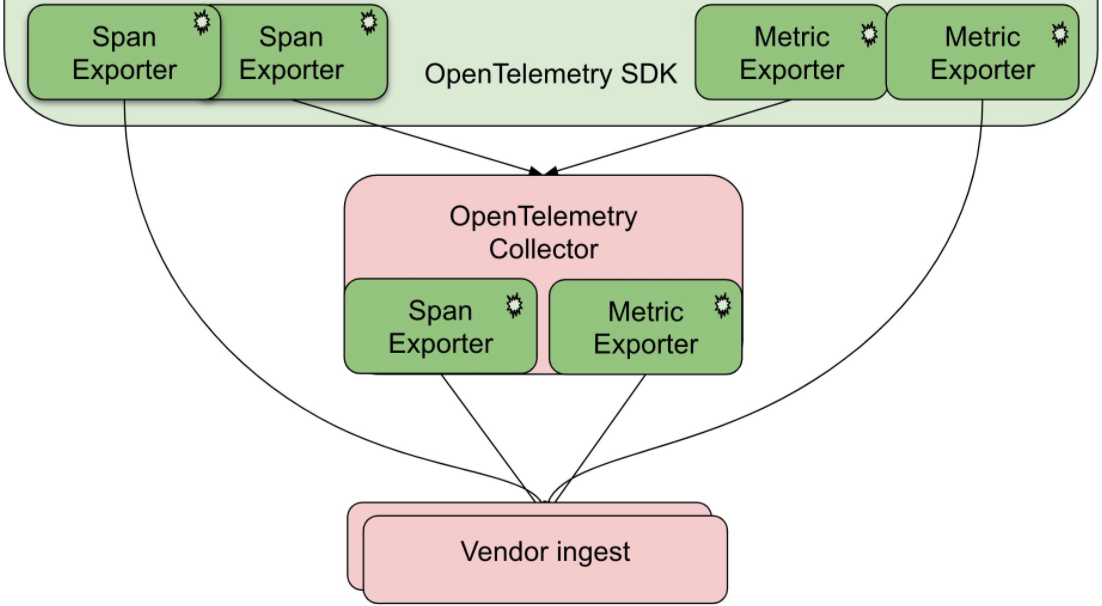 Span
Exporter
Span
Exporter
OpenTelemetry SDK
Metric
Exporter
Metric
Exporter
OpenTelemetry
Collector
Span
Exporter
Metric
Exporter
Vendor ingest